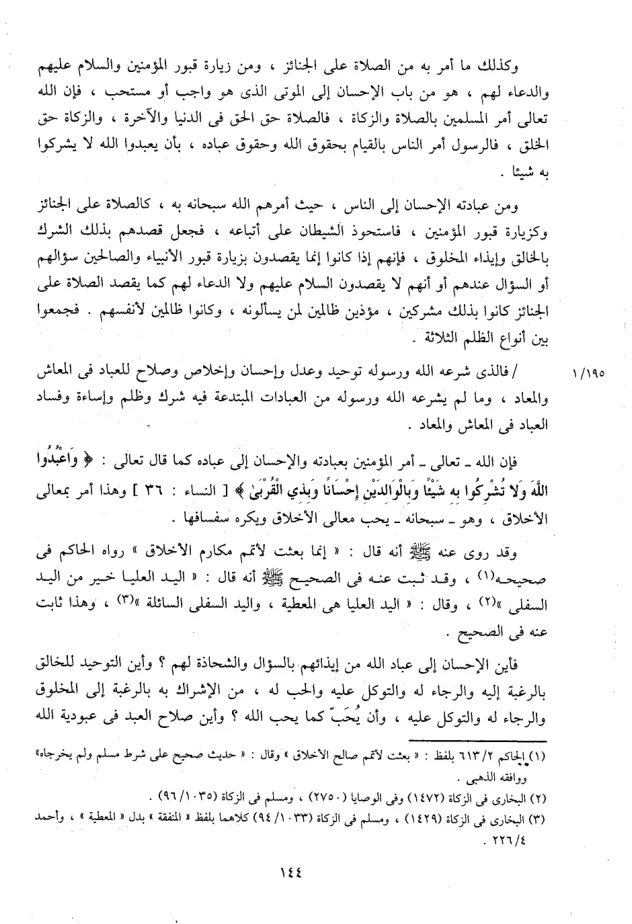 وكذلك ما أمر به من الصلاة على الجنائز ، ومن زيارة قبور المؤمنين والسلام عليهم
والدعاء لهم ، هو من باب الإحسان إلى الموتى الذى هو واجب أو مستحب ، فإن الله
تعالى أمر المسلمين بالصلاة والزكاة ، فالصلاة حق الحق فى الدنيا والآخرة ، والزكاة حق
الخلق ، فالرسول أمر الناس بالقيام بحقوق الله وحقوق عباده ، بأن يعبدوا الله لا يشركوا
به شيئا .
ومن عبادته الإحسان إلى الناس ، حيث أمرهم الله سبحانه به ، كالصلاة على الجنائز
وكزيارة قبور المؤمنين ، فاستحوذ الشيطان على أتباعه ، فجعل قصدهم بذلك الشرك
بالخالق وإيذاء المخلوق ، فإنهم إذا كانوا إنما يقصدون بزيارة قبور الأنبياء والصالحين سؤالهم
أو السؤال عندهم أو أنهم لا يقصدون السلام عليهم ولا الدعاء لهم كما يقصد الصلاة على
الجنائز كانوا بذلك مشركين ، مؤذين ظالمين لمن يسألونه ، وكانوا ظالمين لأنفسهم . فجمعوا
بين أنواع الظلم الثلاثة .
١/١٩٥ / فالذى شرعه الله ورسوله توحيد وعدل وإحسان وإخلاص وصلاح للعباد فى المعاش
والمعاد ، وما لم يشرعه الله ورسوله من العبادات المبتدعة فيه شرك وظلم وإساءة وفساد
العباد فى المعاش والمعاد .
فإن الله ـ تعالى ـ أمر المؤمنين بعبادته والإحسان إلى عباده كما قال تعالى : ﴿ وَاعْبُدُوا
اللَّهَ وَلا تُشْرِكُوا بِهِ شَيْئًا وَبِالْوَالِدَيْنِ إِحْسَانًا وَبِذِي الْقُرْبَىٰ ﴾ [ النساء : ٣٦ ] وهذا أمر بمعالى
الأخلاق ، وهو ـ سبحانه ـ يحب معالى الأخلاق ويكره سفسافها .
وقد روى عنه ﷺ أنه قال : « إنما بعثت لأتمم مكارم الأخلاق » رواه الحاكم فى
صحيحه(١) ، وقد ثبت عنه فى الصحيح ﷺ أنه قال : « اليد العليا خير من اليد
السفلى »(٢) ، وقال : « اليد العليا هى المعطية ، واليد السفلى السائلة »(٣) ، وهذا ثابت
عنه فى الصحيح .
فأين الإحسان إلى عباد الله من إيذائهم بالسؤال والشحاذة لهم ؟ وأين التوحيد للخالق
بالرغبة إليه والرجاء له والتوكل عليه والحب له ، من الإشراك به بالرغبة إلى المخلوق
والرجاء له والتوكل عليه ، وأن يُحَبّ كما يحب الله ؟ وأين صلاح العبد فى عبودية الله
(١) الحاكم ٢/ ٦١٣ بلفظ : « بعثت لأتمم صالح الأخلاق » وقال : « حديث صحيح على شرط مسلم ولم يخرجاه»
ووافقه الذهبى .
(٢) البخارى فى الزكاة (١٤٧٢) وفى الوصايا (٢٧٥٠) ، ومسلم فى الزكاة (١٠٣٥/ ٩٦) .
(٣) البخارى فى الزكاة (١٤٢٩) ، ومسلم فى الزكاة (١٠٣٣/ ٩٤) كلاهما بلفظ « المنفقة » بدل « المعطية » ، وأحمد
٤/ ٢٢٦ .
١٤٤